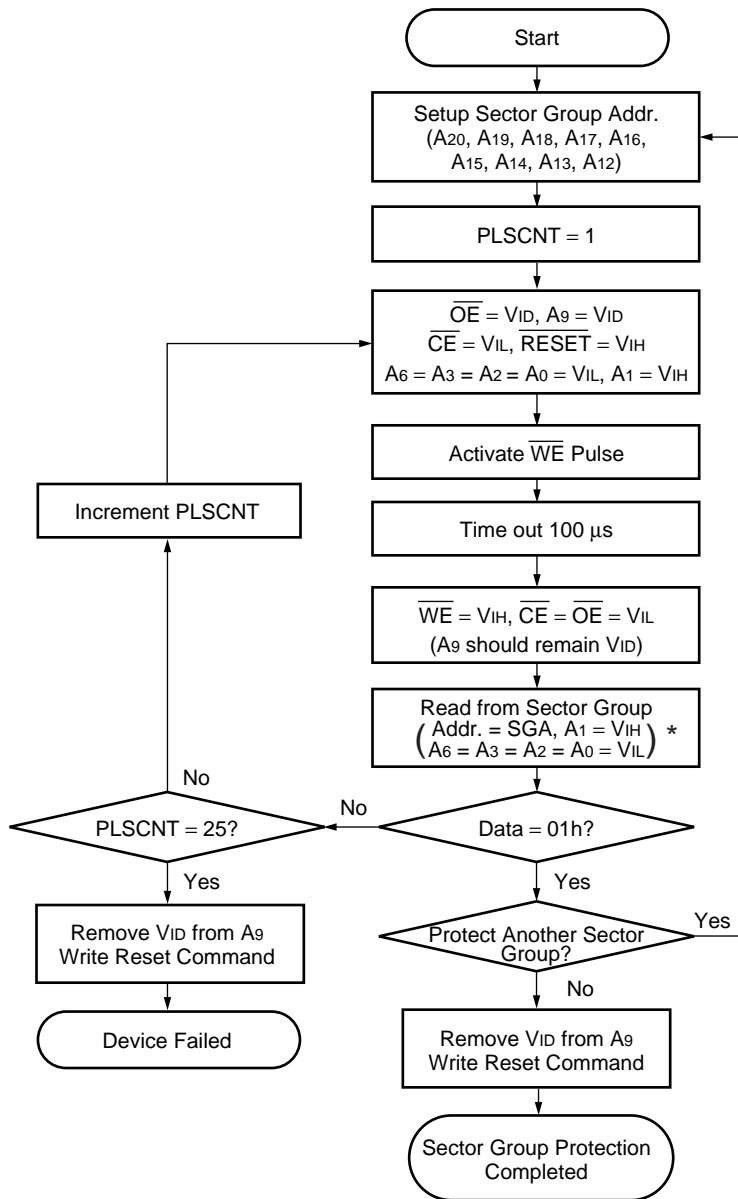 Start
Setup Sector Group Addr.
(A20, A19, A18, A17, A16,
A15, A14, A13, A12)
PLSCNT = 1
OE = VID, A9 = VID
CE = VIL, RESET = VIH
A6 = A3 = A2 = A0 = VIL, A1 = VIH
Activate WE Pulse
Increment PLSCNT
Time out 100 µs
WE = VIH, CE = OE = VIL
(A9 should remain VID)
Read from Sector Group
(Addr. = SGA, A1 = VIH
A6 = A3 = A2 = A0 = VIL) *
No
PLSCNT = 25?
No
Data = 01h?
Yes
Yes
Remove VID from A9
Write Reset Command
Protect Another Sector
Group?
Yes
No
Device Failed
Remove VID from A9
Write Reset Command
Sector Group Protection
Completed